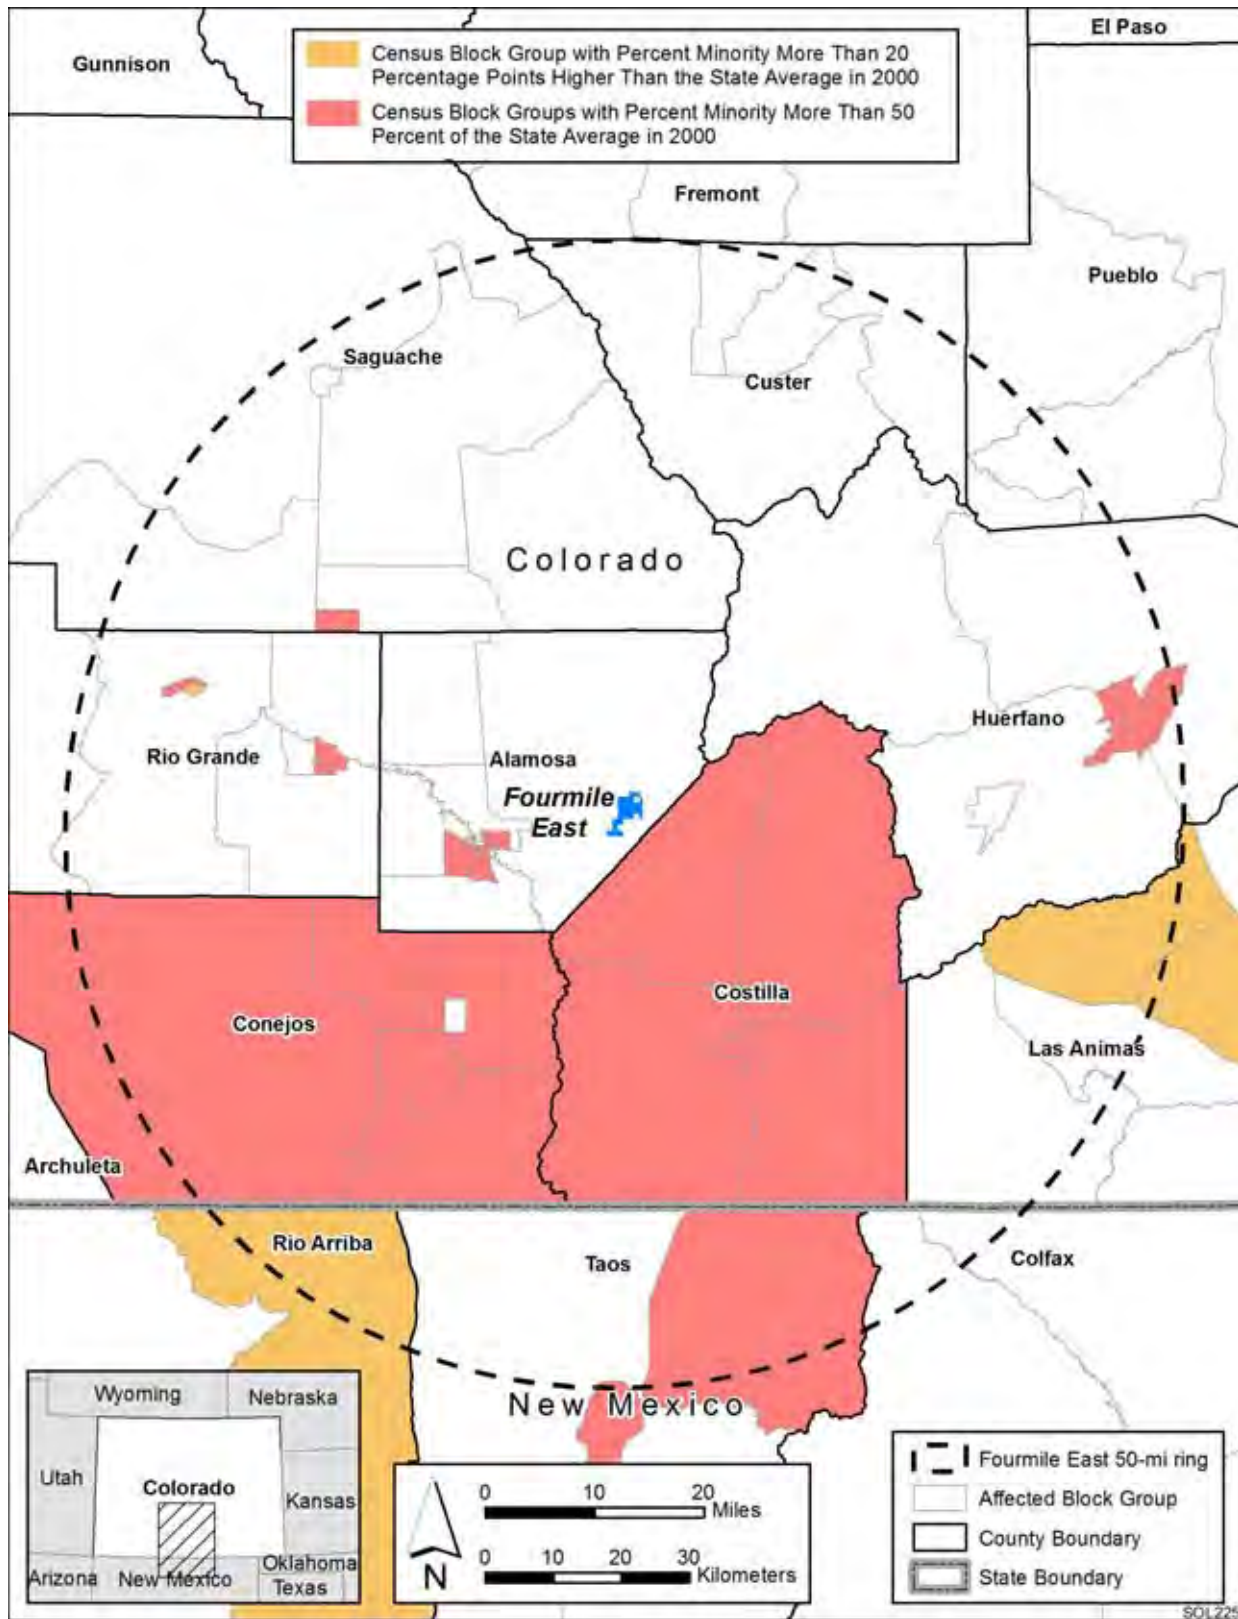 El Paso
Gunnison
Census Block Group with Percent Minority More Than 20
Percentage Points Higher Than the State Average in 2000
Census Block Groups with Percent Minority More Than 50
Percent of the State Average in 2000
Fremont
Pueblo
Saguache
Custer
Colorado
Huerfano
Rio Grande
Alamosa
Fourmile
East
Costilla
Conejos
Las Animas
Archuleta
Rio Arriba
Taos
Colfax
New Mexico
Wyoming
Nebraska
Utah
Colorado
Kansas
Oklahoma
Arizona
New Mexico
Texas
N
0 10 20
Miles
0 10 20 30
Kilometers
Fourmile East 50-mi ring
Affected Block Group
County Boundary
State Boundary
SOL225